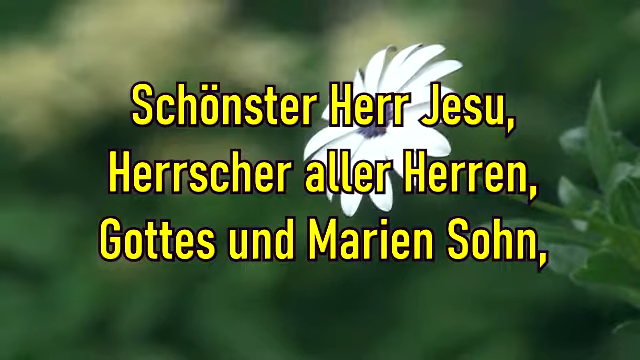 Schönster Herr Jesu,
Herrscher aller Herren,
Gottes und Marien Sohn,